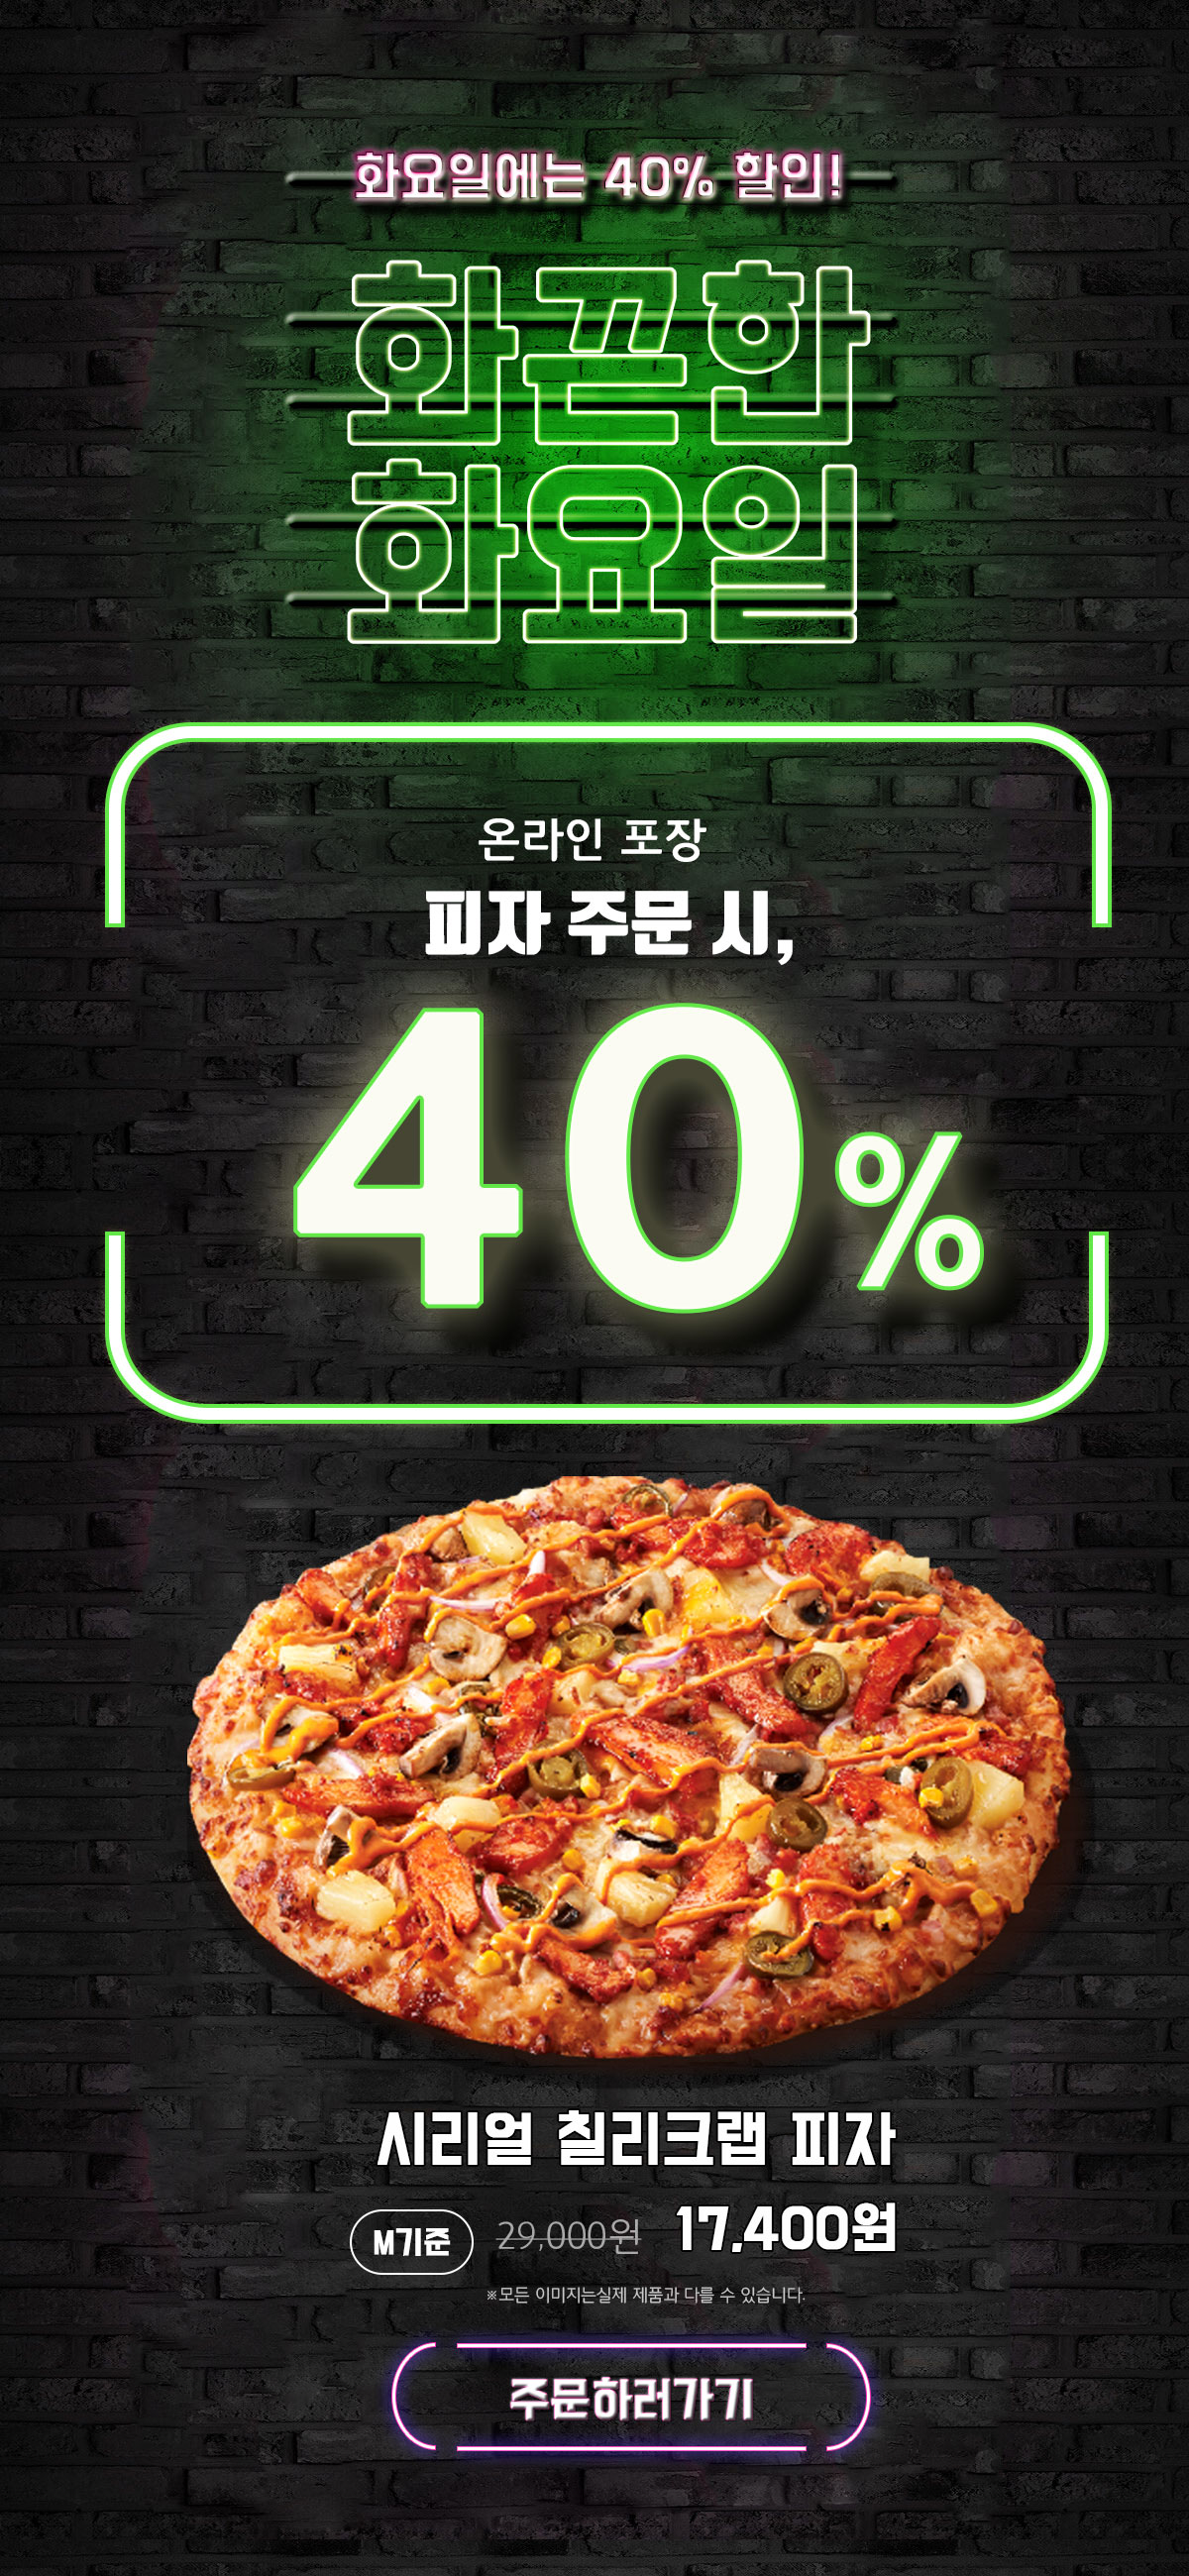 화요일에는 40% 할인!
화끈한
화요일
온라인 포장
피자 주문 시,
40%
시리얼 칠리크랩 피자
M기준 29,000원 17,400원
※모든 이미지는실제 제품과 다를 수 있습니다.
주문하러가기